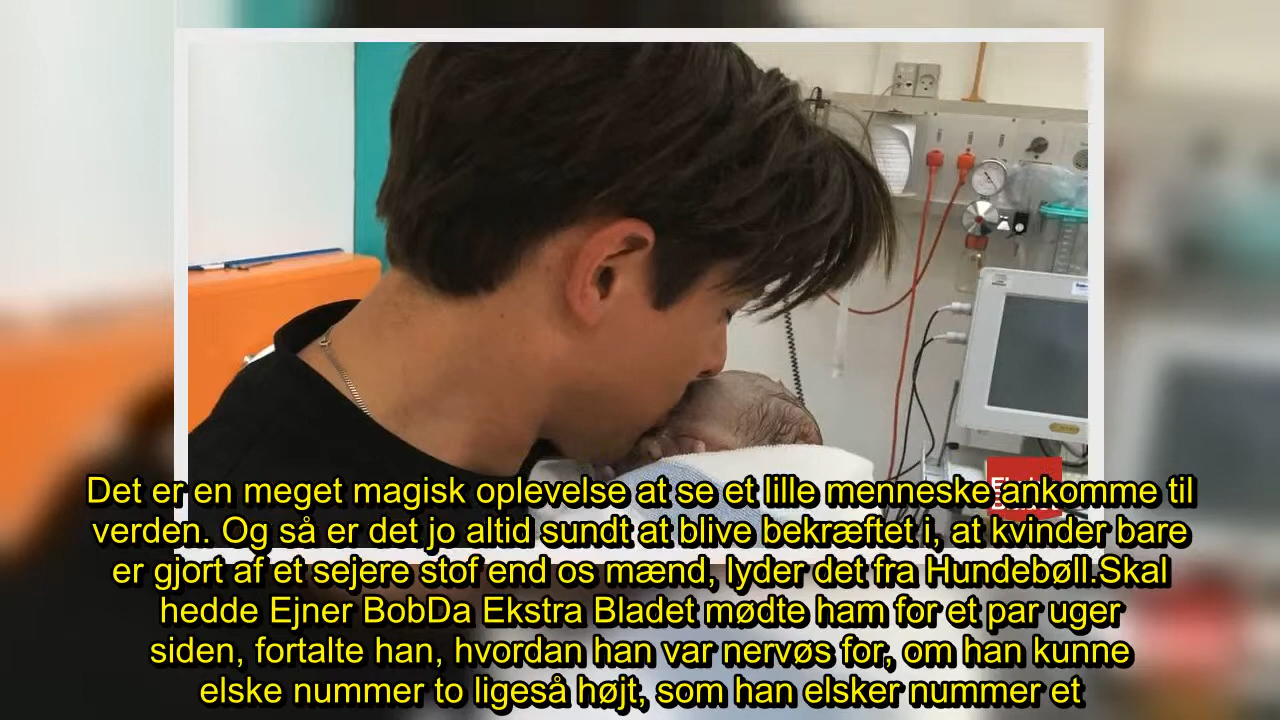 Det er en meget magisk oplevelse at se et lille menneske ankomme til
verden. Og så er det jo altid sundt at blive bekræftet i, at kvinder bare
er gjort af et sejere stof end os mænd, lyder det fra Hundebøll.Skal
hedde Ejner BobDa Ekstra Bladet mødte ham for et par uger
siden, fortalte han, hvordan han var nervøs for, om han kunne
elske nummer to ligeså højt, som han elsker nummer et